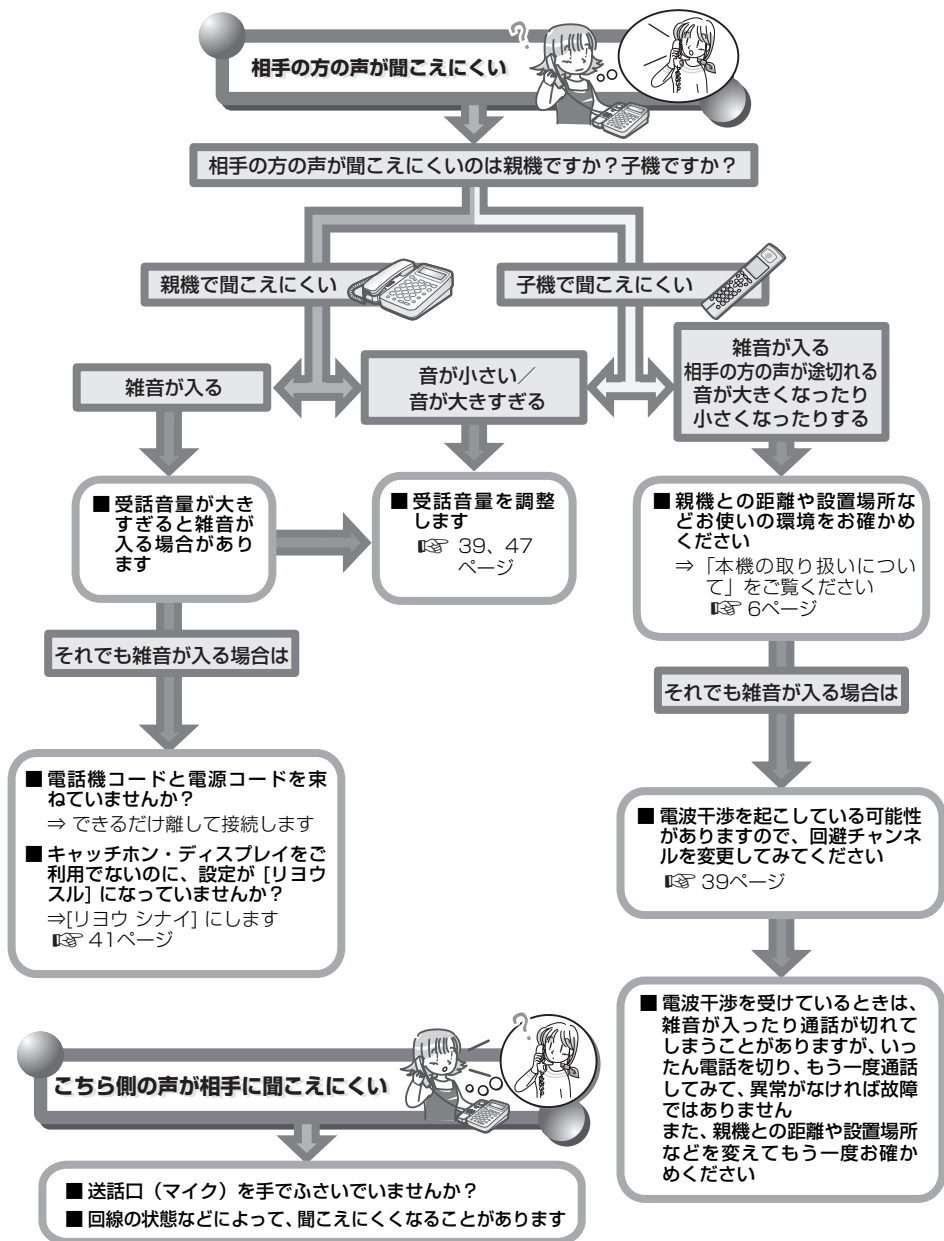 相手の方の声が聞こえにくい
相手の方の声が聞こえにくいのは親機ですか？子機ですか？
親機で聞こえにくい
子機で聞こえにくい
雑音が入る
音が小さい／
音が大きすぎる
雑音が入る
相手の方の声が途切れる
音が大きくなったり
小さくなったりする
■ 受話音量が大き
すぎると雑音が
入る場合があり
ます
■ 受話音量を調整
します
☞ 39、47
ページ
■ 親機との距離や設置場所な
どお使いの環境をお確かめ
ください
⇒ 「本機の取り扱いについ
て」をご覧ください
☞ 6ページ
それでも雑音が入る場合は
それでも雑音が入る場合は
■ 電話機コードと電源コードを束
ねていませんか？
⇒ できるだけ離して接続します
■ キャッチホン・ディスプレイをご
利用でないのに、設定が [リヨウ
スル] になっていませんか？
⇒[リヨウ シナイ] にします
☞ 41ページ
■ 電波干渉を起こしている可能性
がありますので、回避チャンネ
ルを変更してみてください
☞ 39ページ
■ 電波干渉を受けているときは、
雑音が入ったり通話が切れて
しまうことがありますが、いっ
たん電話を切り、もう一度通話
してみて、異常がなければ故障
ではありません
また、親機との距離や設置場所
などを変えてもう一度お確か
めください
こちら側の声が相手に聞こえにくい
■ 送話口（マイク）を手でふさいでいませんか？
■ 回線の状態などによって、聞こえにくくなることがあります